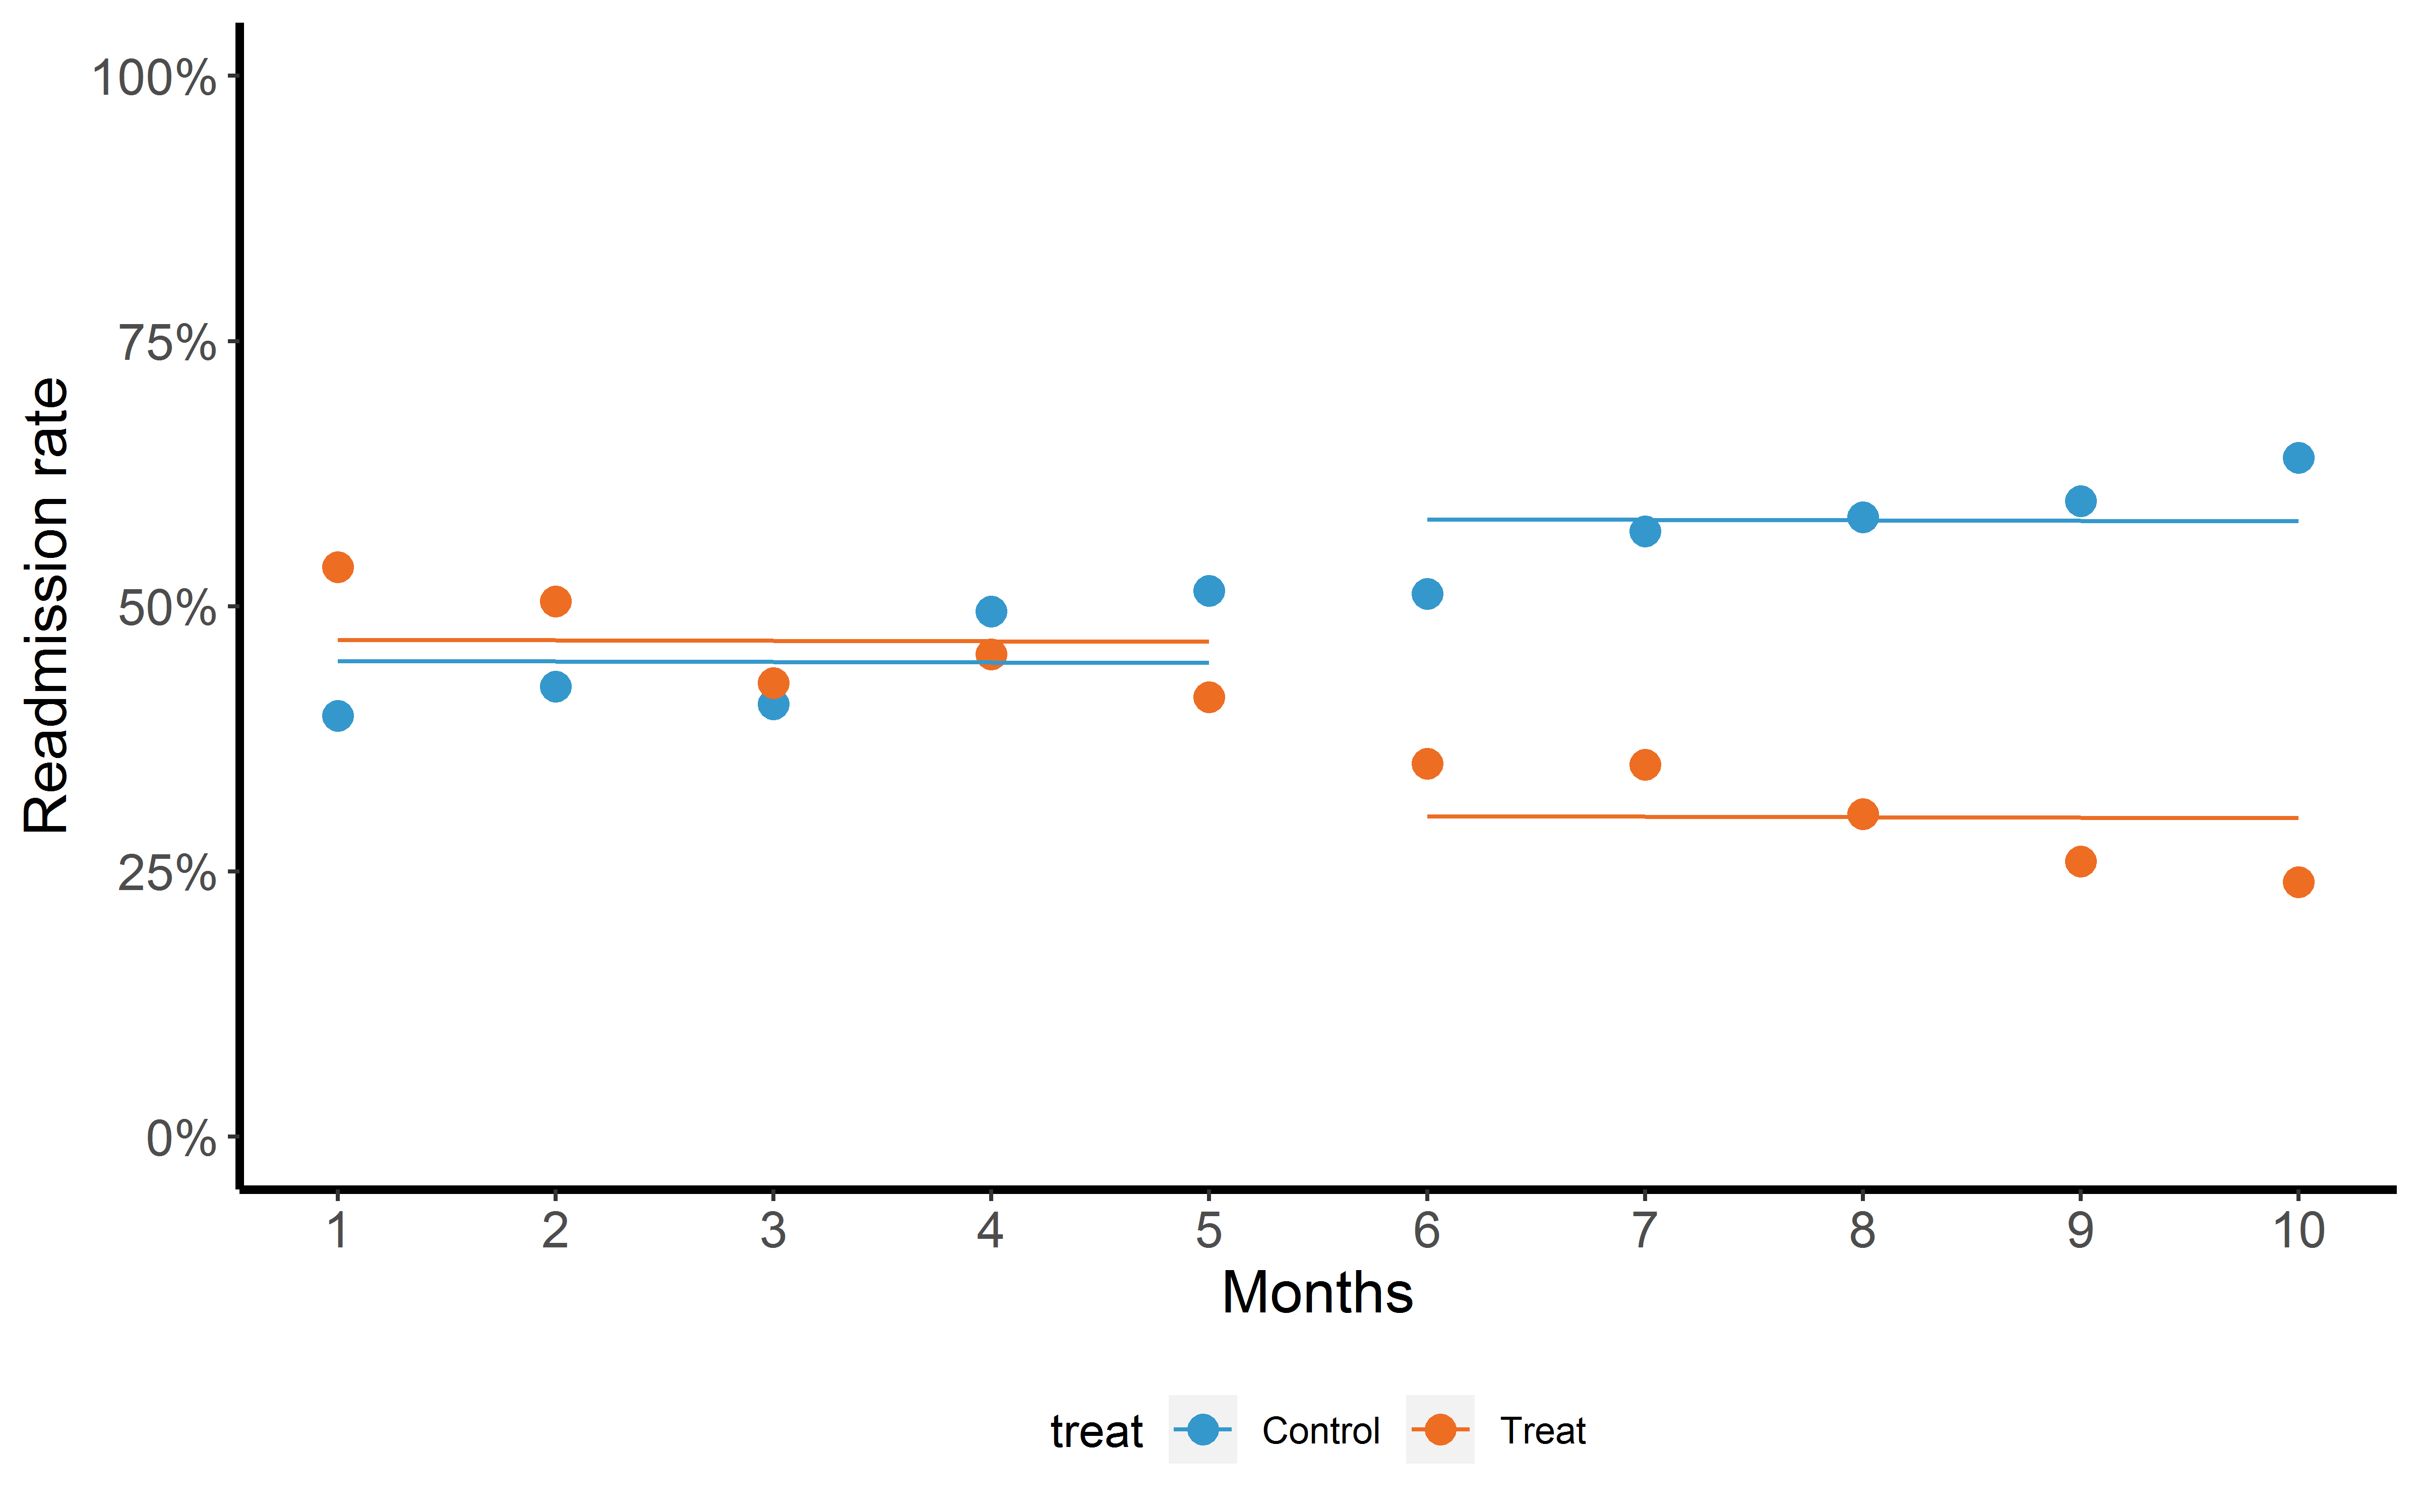 Readmission rate
100%
75%
50%
25%
0%
1 2 3 4 5 6 7 8 9 10
Months
treat Control Treat